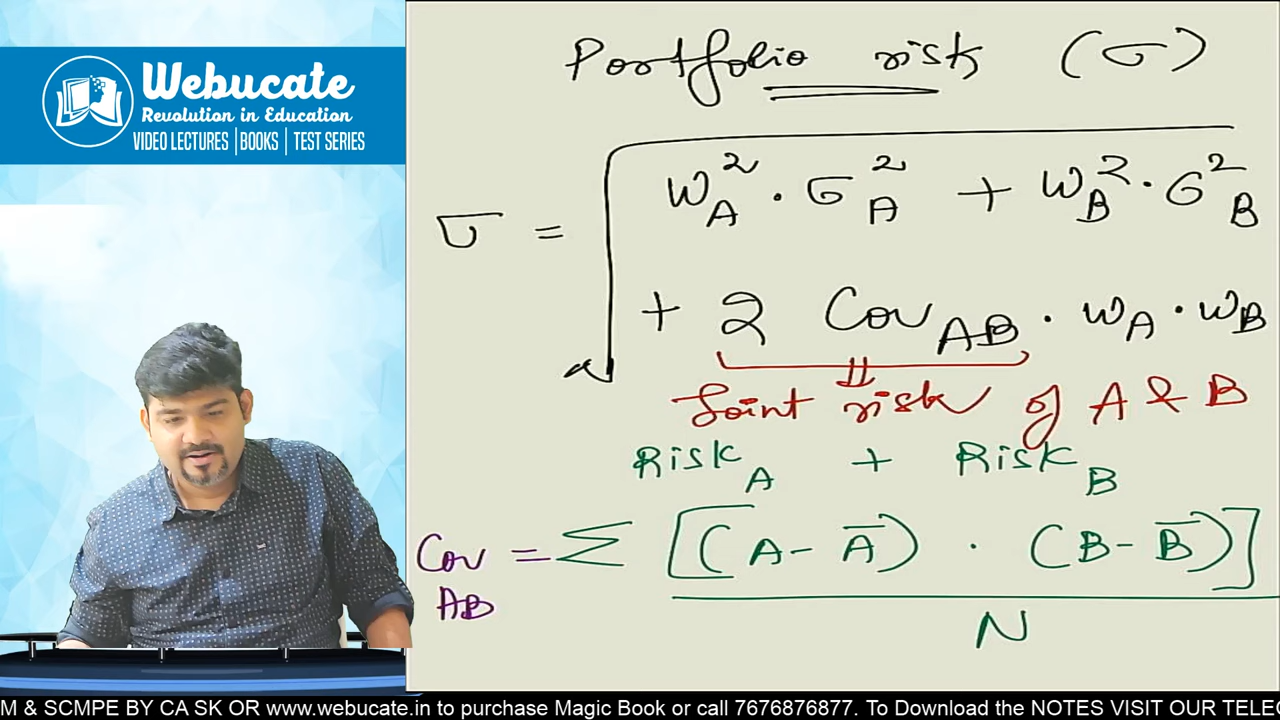 Webucate
Revolution in Education
VIDEO LECTURES | BOOKS | TEST SERIES
Portfolio risk (σ)
σ = √ W_A² · σ_A² + W_B² · σ²_B
+ 2 Cov_AB · W_A · W_B
Joint risk of A & B
Risk_A + Risk_B
Cov_AB = Σ [(A - A̅) · (B - B̅)]
N
M & SCMPE BY CA SK OR www.webucate.in to purchase Magic Book or call 7676876877. To Download the NOTES VISIT OUR TELE